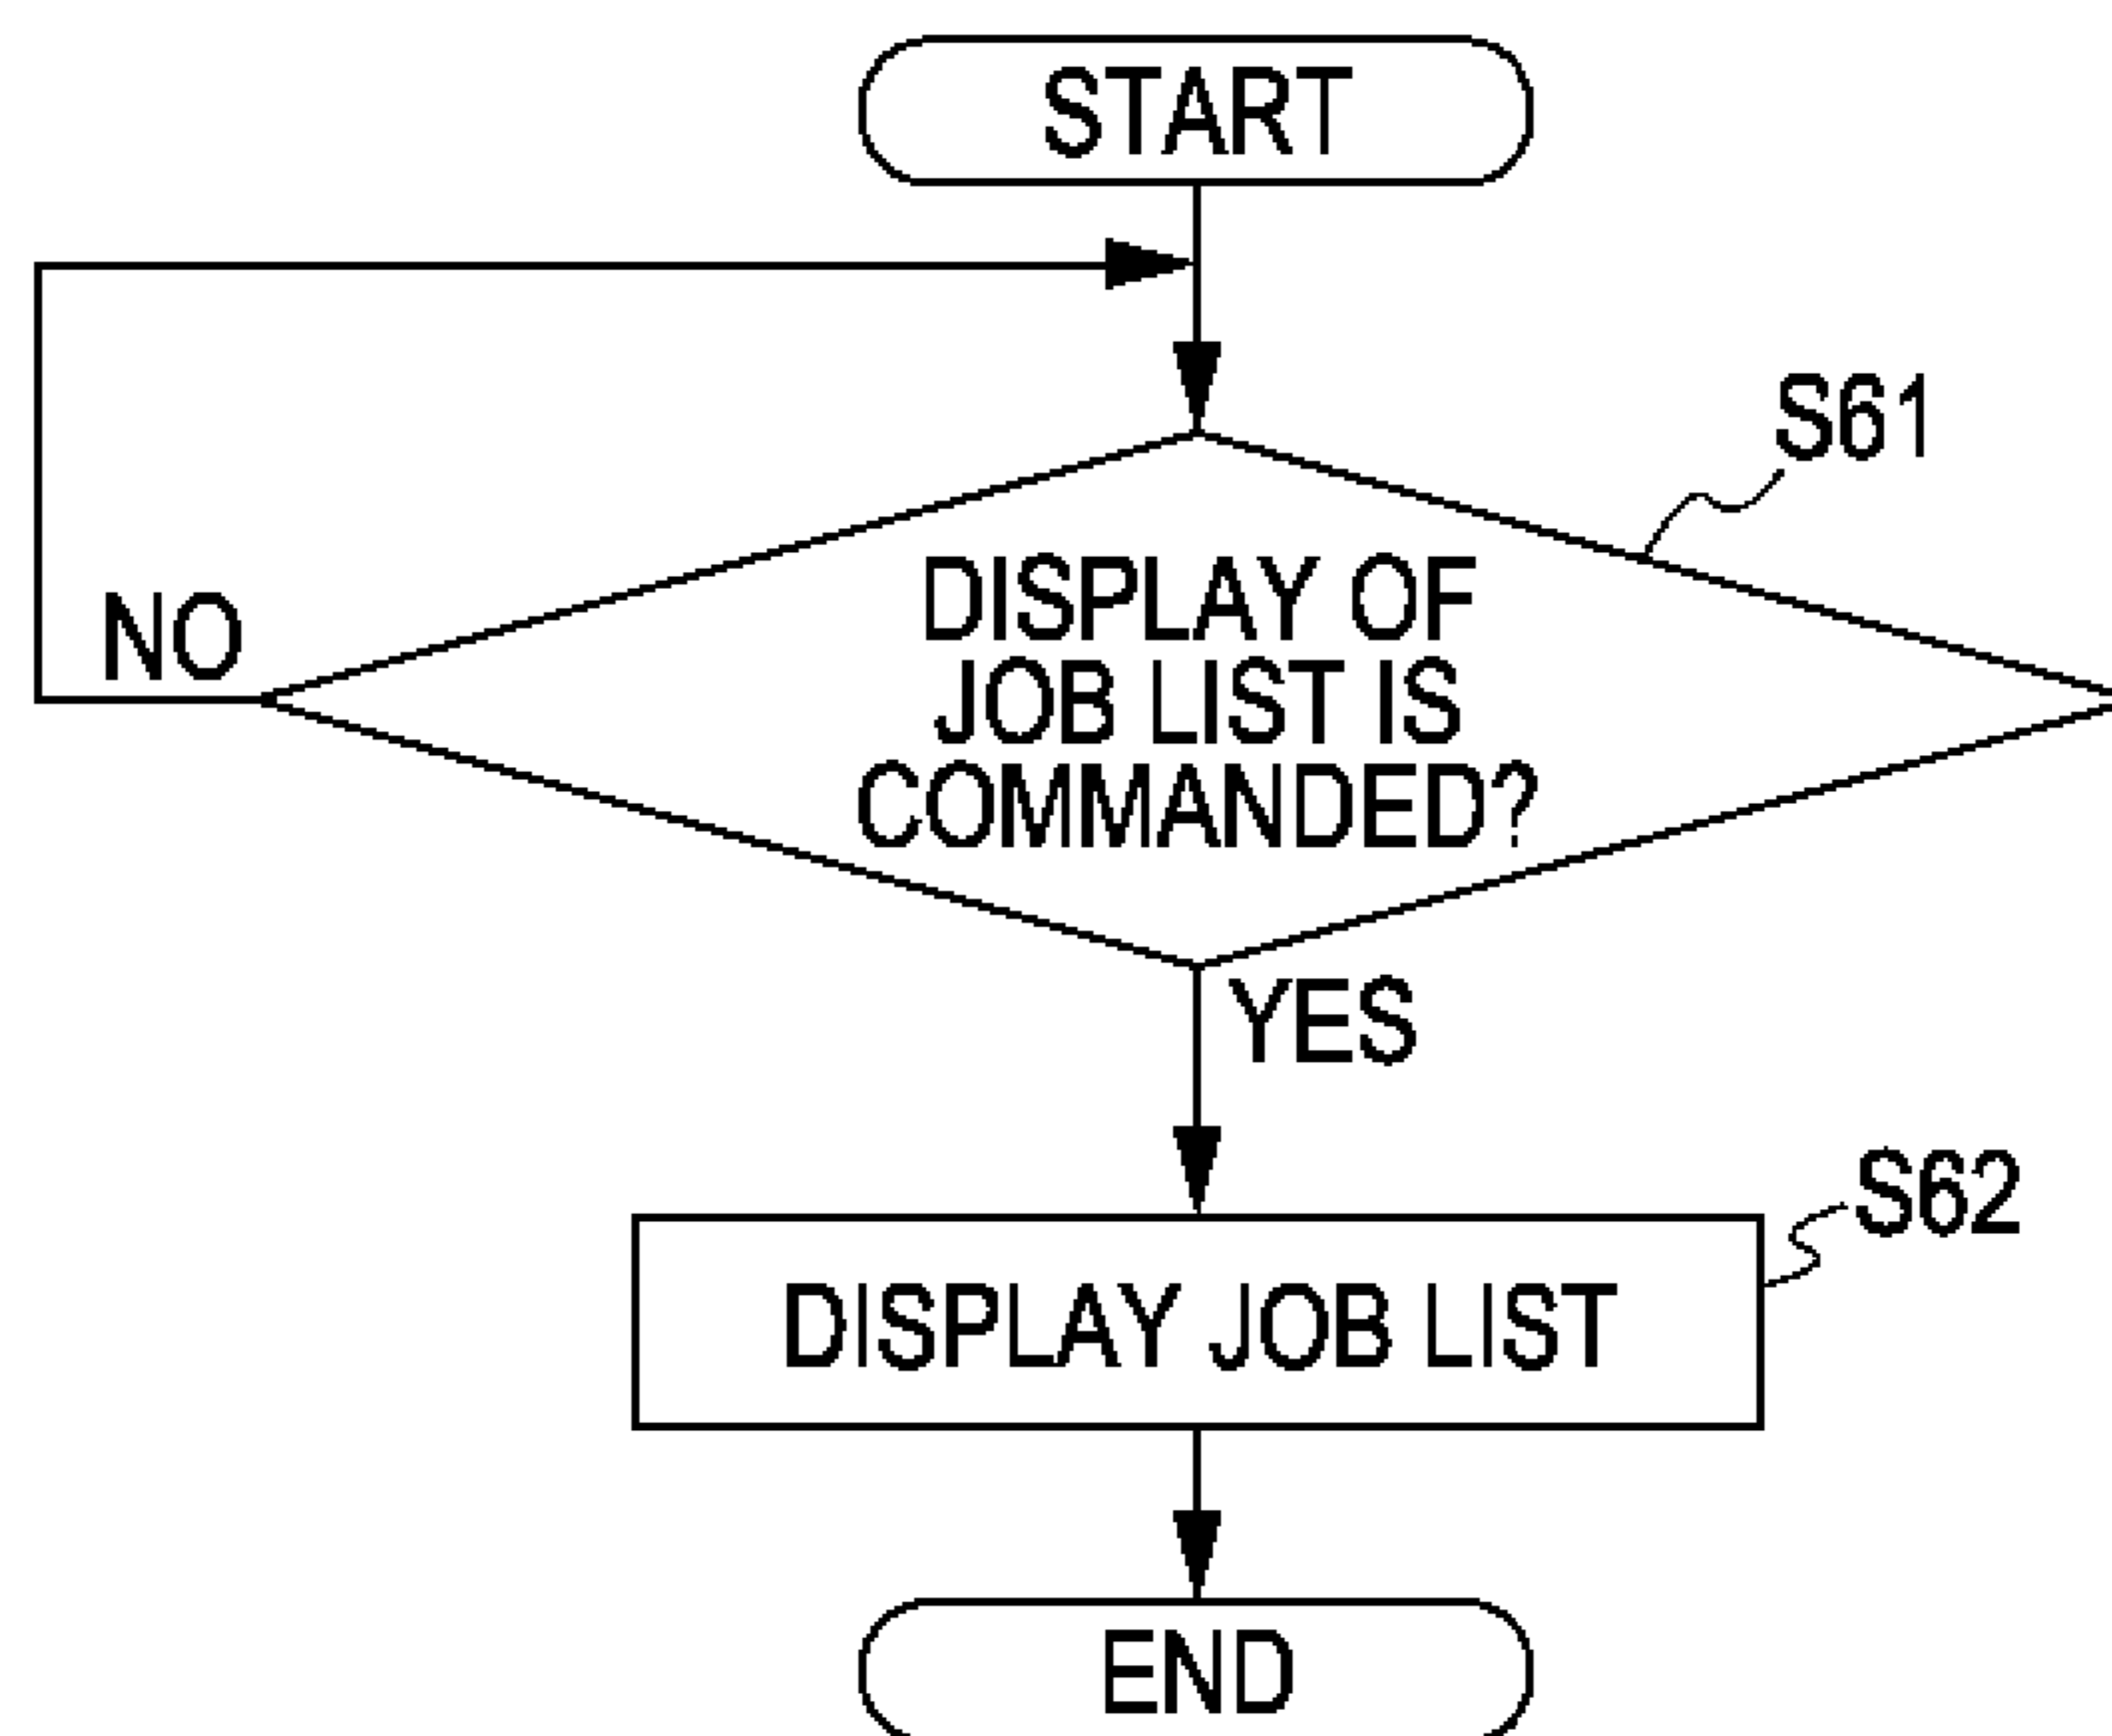 START
S61
DISPLAY OF
JOB LIST IS
COMMANDED?
NO
YES
S62
DISPLAY JOB LIST
END